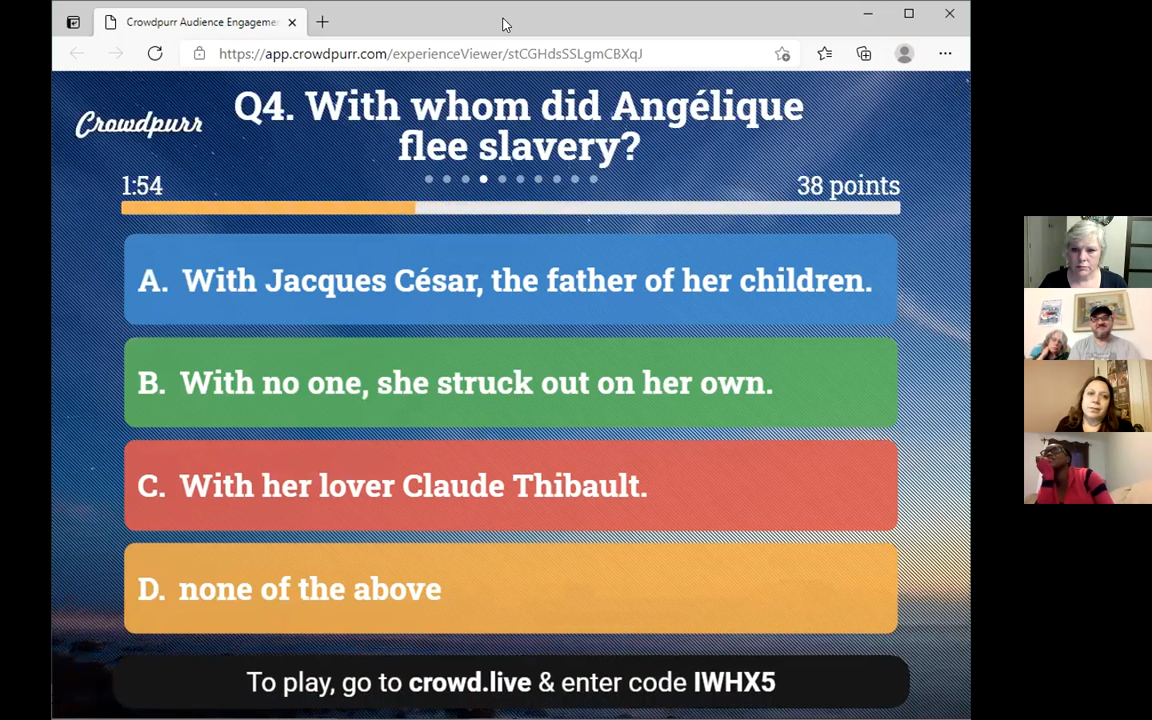 Crowdpurr Audience Engageme
https://app.crowdpurr.com/experienceViewer/stCGHdsSSLgmCBXqJ
Crowdpurr
Q4. With whom did Angélique
flee slavery?
1:54
38 points
A. With Jacques César, the father of her children.
B. With no one, she struck out on her own.
C. With her lover Claude Thibault.
D. none of the above
To play, go to crowd.live & enter code IWHX5